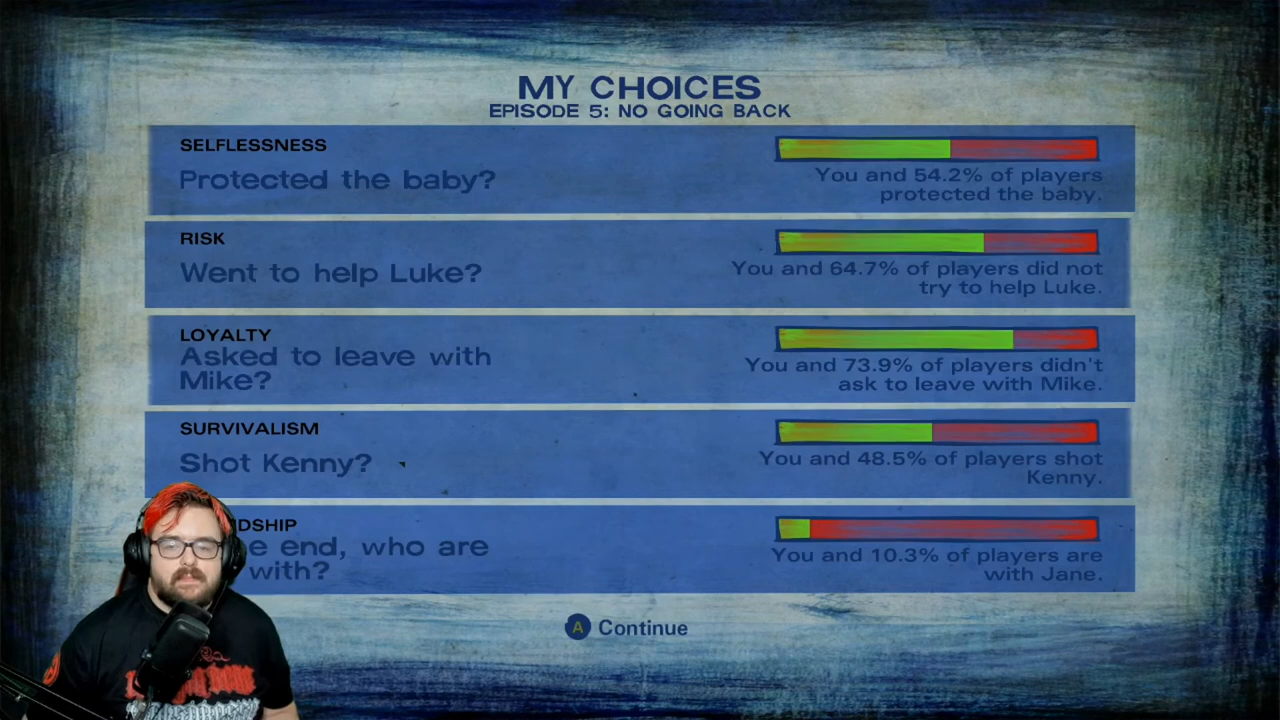 MY CHOICES
EPISODE 5: NO GOING BACK
SELFLESSNESS
Protected the baby?
You and 54.2% of players
protected the baby.
RISK
Went to help Luke?
You and 64.7% of players did not
try to help Luke.
LOYALTY
Asked to leave with
Mike?
You and 73.9% of players didn't
ask to leave with Mike.
SURVIVALISM
Shot Kenny?
You and 48.5% of players shot
Kenny.
DSHIP
e end, who are
with?
You and 10.3% of players are
with Jane.
A Continue